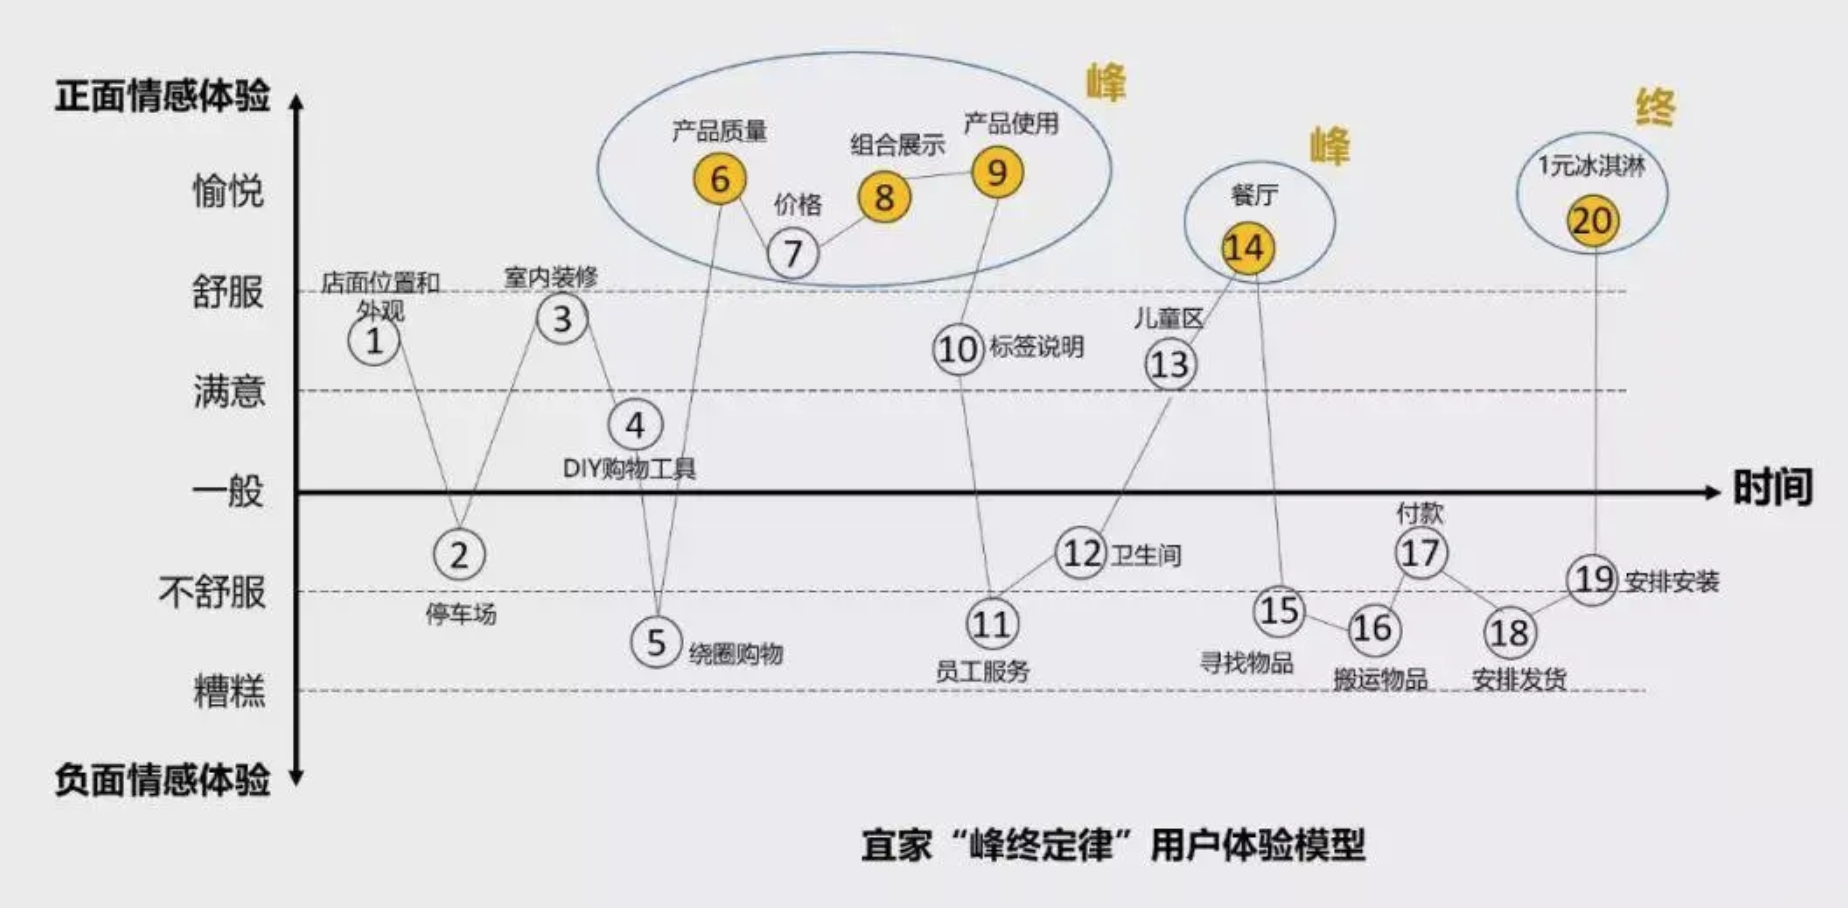 正面情感体验
愉悦
舒服
满意
一般
不舒服
糟糕
负面情感体验
时间
店面位置和
外观
1
2
停车场
室内装修
3
4
DIY购物工具
5
绕圈购物
产品质量
6
价格
7
组合展示
8
产品使用
9
峰
10
标签说明
11
员工服务
12
卫生间
儿童区
13
餐厅
14
峰
15
寻找物品
16
搬运物品
付款
17
18
安排发货
19
安排安装
1元冰淇淋
20
终
宜家“峰终定律”用户体验模型